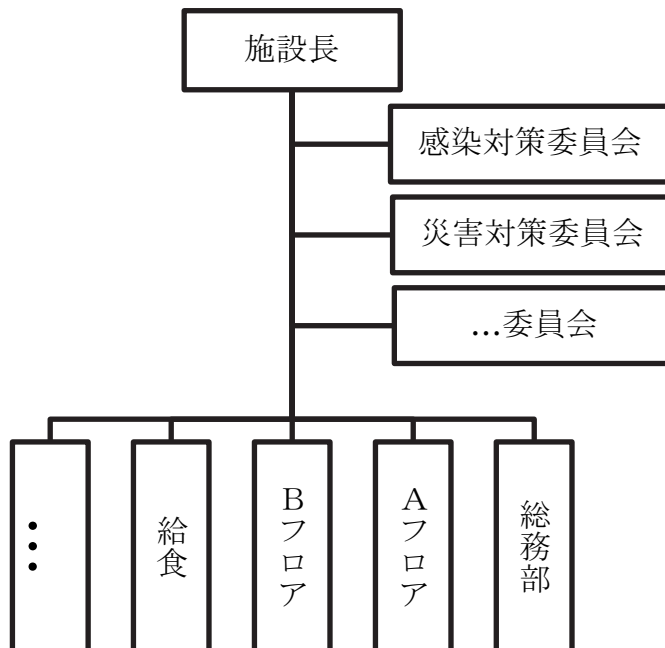 施設長
感染対策委員会
災害対策委員会
…委員会
総務部
Aフロア
Bフロア
給食
…